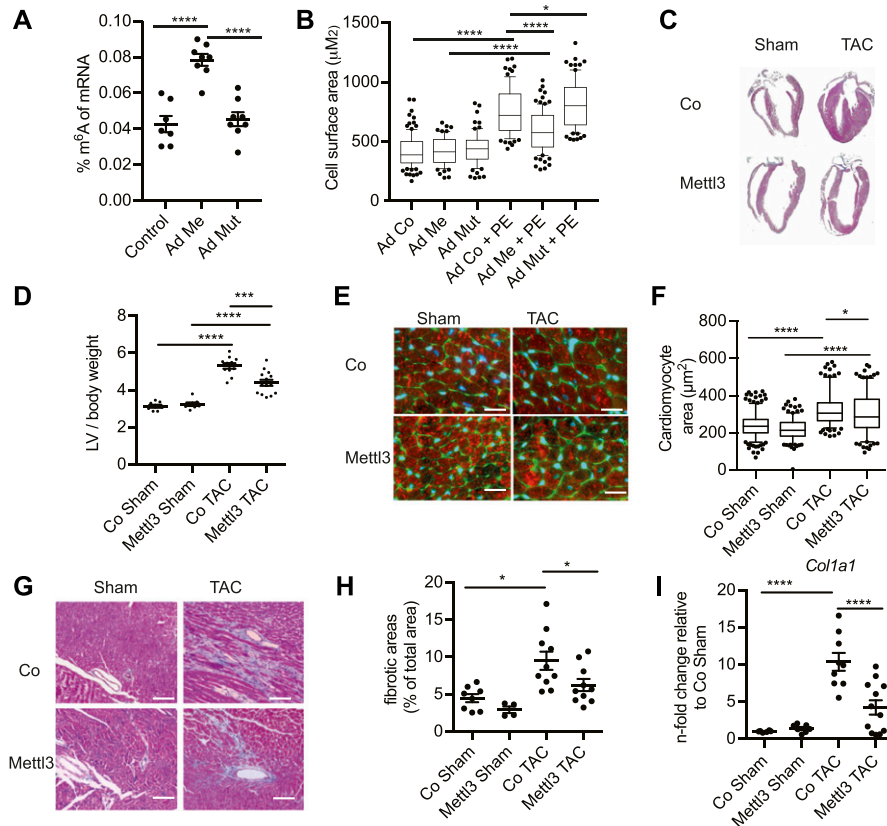 A
% m⁶A of mRNA
0.10
0.08
0.06
0.04
0.02
0.00
****
****
Control
Ad Me
Ad Mut
B
Cell surface area (μM2)
1500
1000
500
0
*
****
****
****
Ad Co
Ad Me
Ad Mut
Ad Co + PE
Ad Me + PE
Ad Mut + PE
C
Sham
TAC
Co
Mettl3
D
LV / body weight
8
6
4
2
0
***
****
****
Co Sham
Mettl3 Sham
Co TAC
Mettl3 TAC
E
Sham
TAC
Co
Mettl3
F
Cardiomyocyte
area (μm²)
800
600
400
200
0
*
****
****
Co Sham
Mettl3 Sham
Co TAC
Mettl3 TAC
G
Sham
TAC
Co
Mettl3
H
fibrotic areas
(% of total area)
20
15
10
5
0
*
*
Co Sham
Mettl3 Sham
Co TAC
Mettl3 TAC
I
Col1a1
n-fold change relative
to Co Sham
20
15
10
5
0
****
****
Co Sham
Mettl3 Sham
Co TAC
Mettl3 TAC